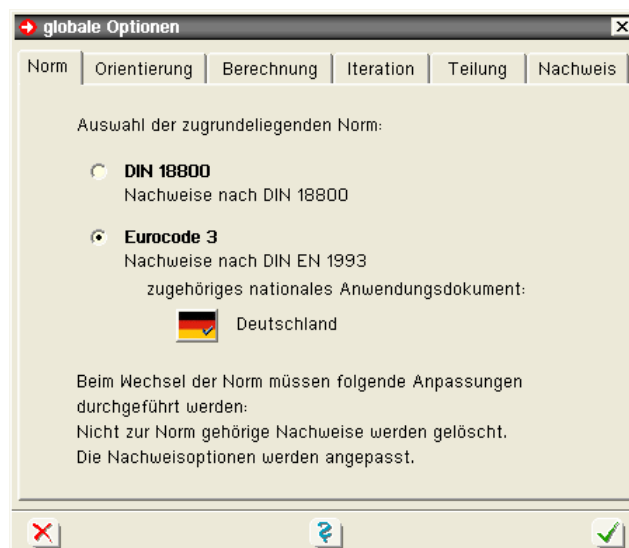 globale Optionen
Norm Orientierung Berechnung Iteration Teilung Nachweis
Auswahl der zugrundeliegenden Norm:
DIN 18800
Nachweise nach DIN 18800
Eurocode 3
Nachweise nach DIN EN 1993
zugehöriges nationales Anwendungsdokument:
Deutschland
Beim Wechsel der Norm müssen folgende Anpassungen
durchgeführt werden:
Nicht zur Norm gehörige Nachweise werden gelöscht.
Die Nachweisoptionen werden angepasst.